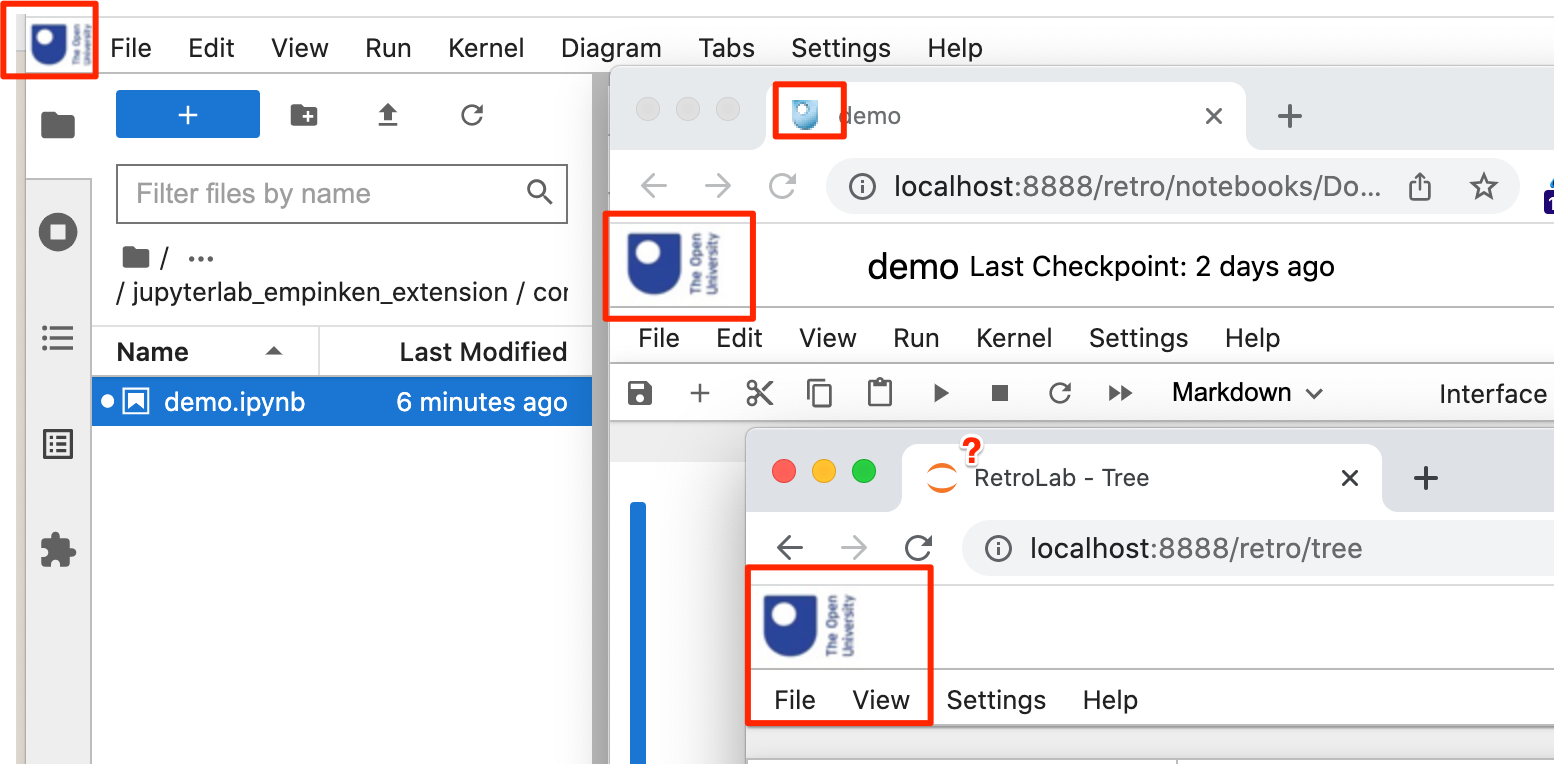 The Open University
File Edit View Run Kernel Diagram Tabs Settings Help
+
Filter files by name
/ ...
/ jupyterlab_empinken_extension / cor
Name Last Modified
demo.ipynb 6 minutes ago
demo
localhost:8888/retro/notebooks/Do...
1
The Open University
demo Last Checkpoint: 2 days ago
File Edit View Run Kernel Settings Help
Markdown Interface
?
RetroLab - Tree
localhost:8888/retro/tree
The Open University
File View Settings Help